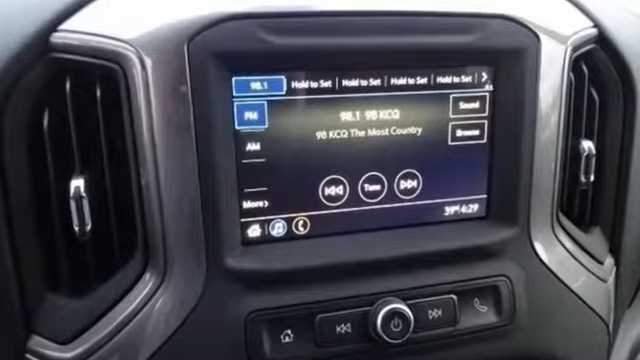 98.1 Hold to Set Hold to Set Hold to Set Hold to Set
FM 98.1 98 KCQ Sound
98 KCQ The Most Country Browse
AM
Tune
More
39° 4:29